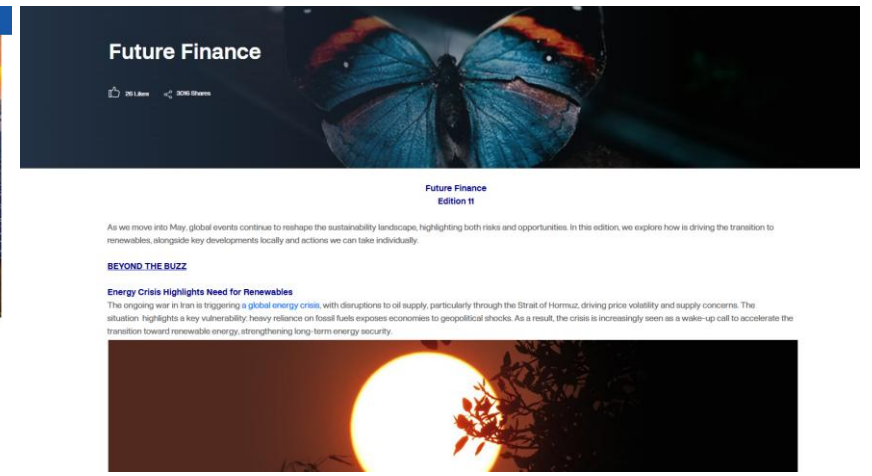 Future Finance
26 Likes 3016 Shares
Future Finance
Edition 11
As we move into May, global events continue to reshape the sustainability landscape, highlighting both risks and opportunities. In this edition, we explore how is driving the transition to
renewables, alongside key developments locally and actions we can take individually.
BEYOND THE BUZZ
Energy Crisis Highlights Need for Renewables
The ongoing war in Iran is triggering a global energy crisis, with disruptions to oil supply, particularly through the Strait of Hormuz, driving price volatility and supply concerns. The
situation highlights a key vulnerability: heavy reliance on fossil fuels exposes economies to geopolitical shocks. As a result, the crisis is increasingly seen as a wake-up call to accelerate the
transition toward renewable energy, strengthening long-term energy security.